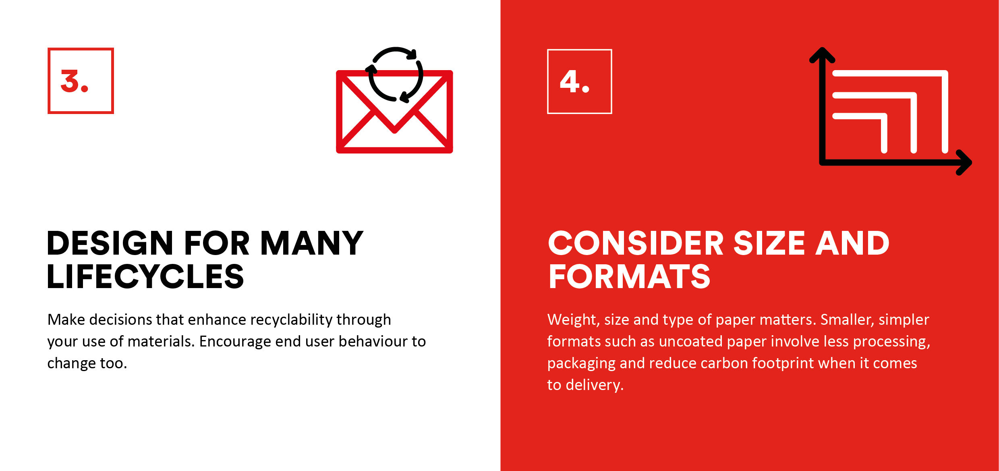 3.
DESIGN FOR MANY
LIFECYCLES
Make decisions that enhance recyclability through
your use of materials. Encourage end user behaviour to
change too.
4.
CONSIDER SIZE AND
FORMATS
Weight, size and type of paper matters. Smaller, simpler
formats such as uncoated paper involve less processing,
packaging and reduce carbon footprint when it comes
to delivery.